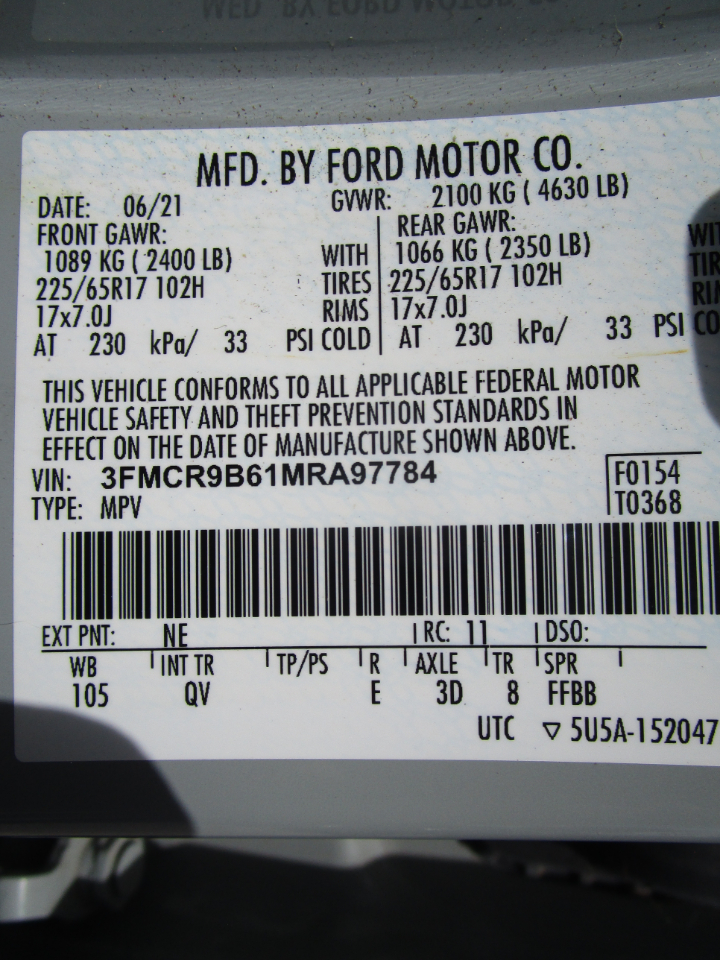 MFD. BY FORD MOTOR CO.
DATE: 06/21 GVWR: 2100 KG ( 4630 LB)
FRONT GAWR: REAR GAWR:
1089 KG ( 2400 LB) WITH 1066 KG ( 2350 LB) WIT
225/65R17 102H TIRES 225/65R17 102H TIR
17x7.0J RIMS 17x7.0J RI
AT 230 kPa/ 33 PSI COLD AT 230 kPa/ 33 PSI CO
THIS VEHICLE CONFORMS TO ALL APPLICABLE FEDERAL MOTOR
VEHICLE SAFETY AND THEFT PREVENTION STANDARDS IN
EFFECT ON THE DATE OF MANUFACTURE SHOWN ABOVE.
VIN: 3FMCR9B61MRA97784 F0154
TYPE: MPV T0368
EXT PNT: NE RC: 11 DSO:
WB INT TR TP/PS R AXLE TR SPR
105 QV E 3D 8 FFBB
UTC ▽ 5U5A-152047